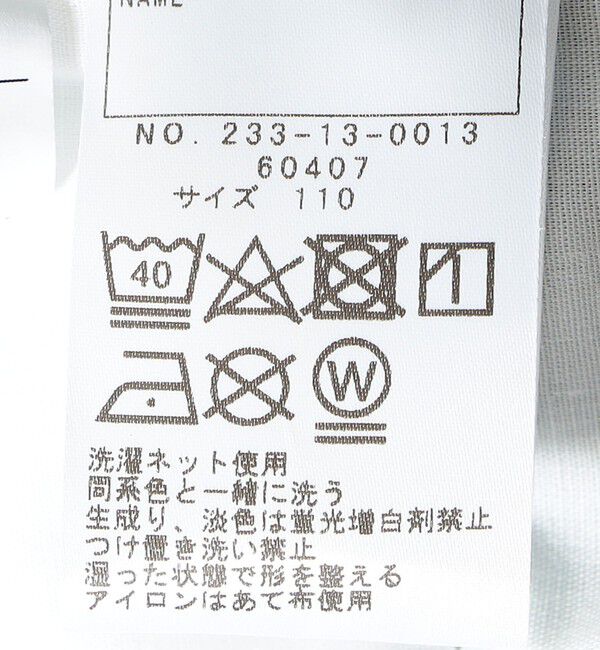 NAME
NO. 233-13-0013
60407
サイズ 110
40
W
洗濯ネット使用
同系色と一緒に洗う
生成り、淡色は蛍光増白剤禁止
つけ置き洗い禁止
湿った状態で形を整える
アイロンはあて布使用